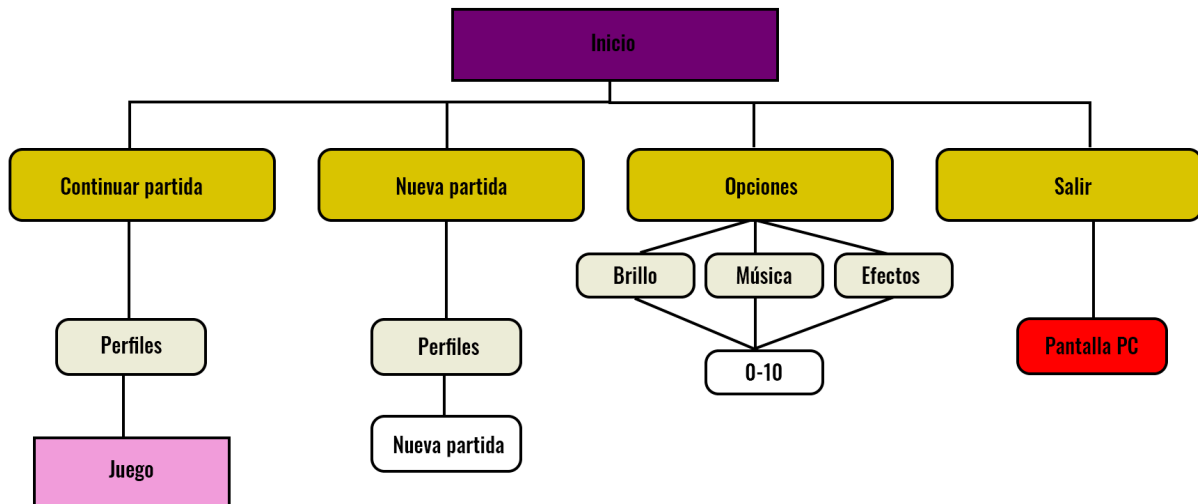 Inicio
Continuar partida
Nueva partida
Opciones
Salir
Brillo
Música
Efectos
Perfiles
Perfiles
0-10
Pantalla PC
Nueva partida
Juego